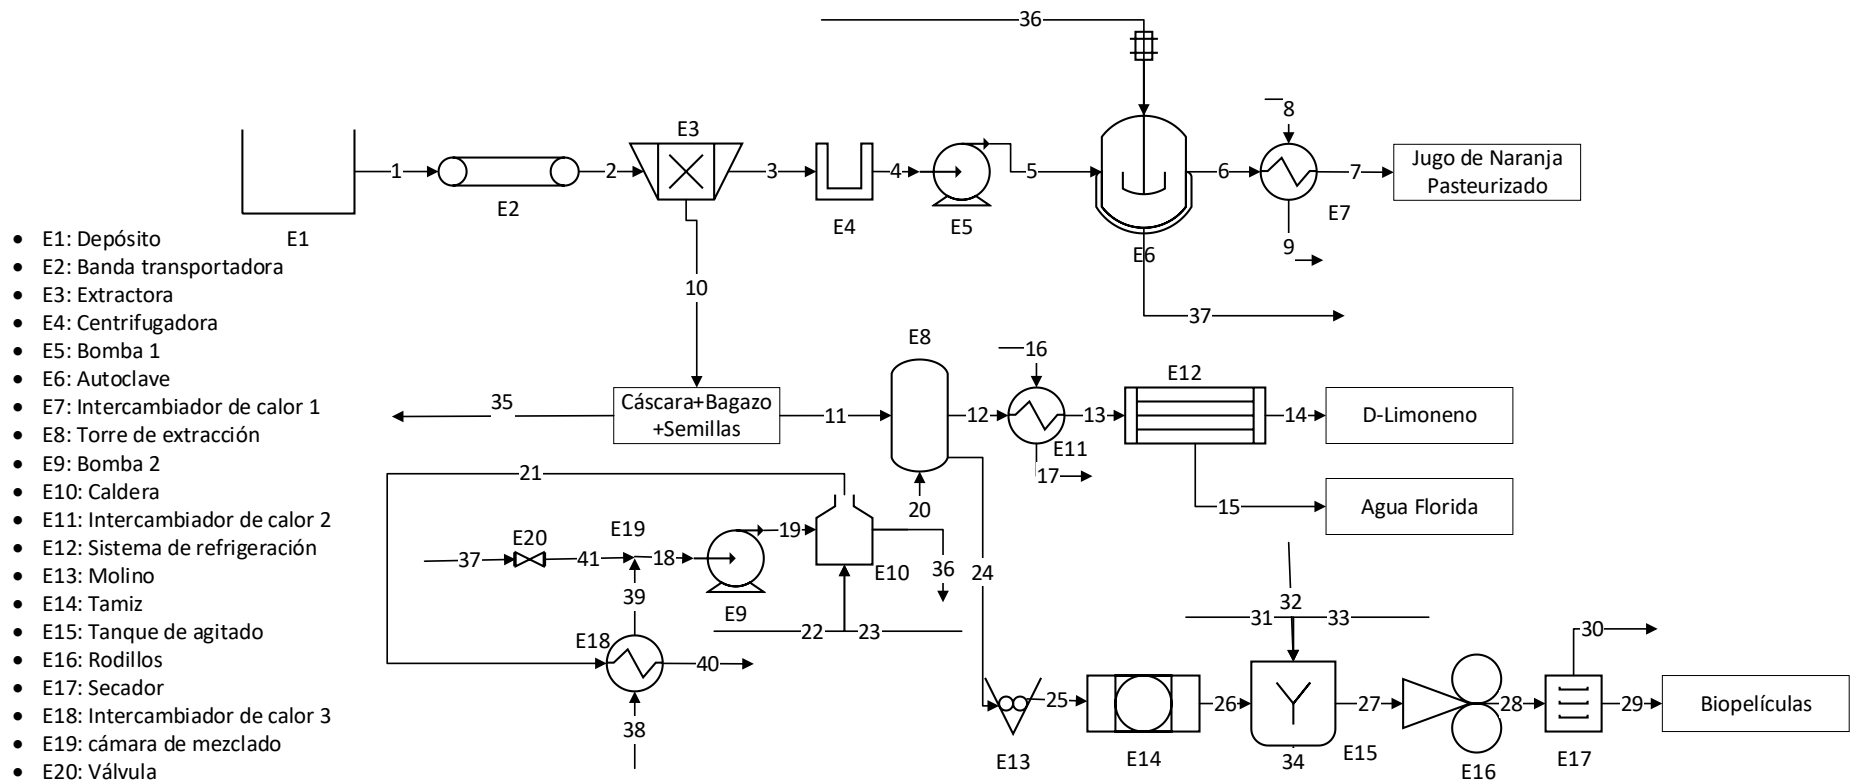 36
8
E3
1
2
3
4
5
6
7
Jugo de Naranja
Pasteurizado
E2
E4
E5
E7
E1
E6
9
• E1: Depósito
• E2: Banda transportadora
• E3: Extractora
• E4: Centrifugadora
• E5: Bomba 1
• E6: Autoclave
• E7: Intercambiador de calor 1
• E8: Torre de extracción
• E9: Bomba 2
• E10: Caldera
• E11: Intercambiador de calor 2
• E12: Sistema de refrigeración
• E13: Molino
• E14: Tamiz
• E15: Tanque de agitado
• E16: Rodillos
• E17: Secador
• E18: Intercambiador de calor 3
• E19: cámara de mezclado
• E20: Válvula
10
37
E8
16
E12
35
Cáscara+Bagazo
+Semillas
11
12
13
14
D-Limoneno
E11
17
21
20
15
Agua Florida
E20
E19
19
37
41
18
E10
36
24
39
E9
22
23
32
31
33
30
E18
40
25
26
27
28
29
Biopelículas
38
E13
E14
34
E15
E16
E17